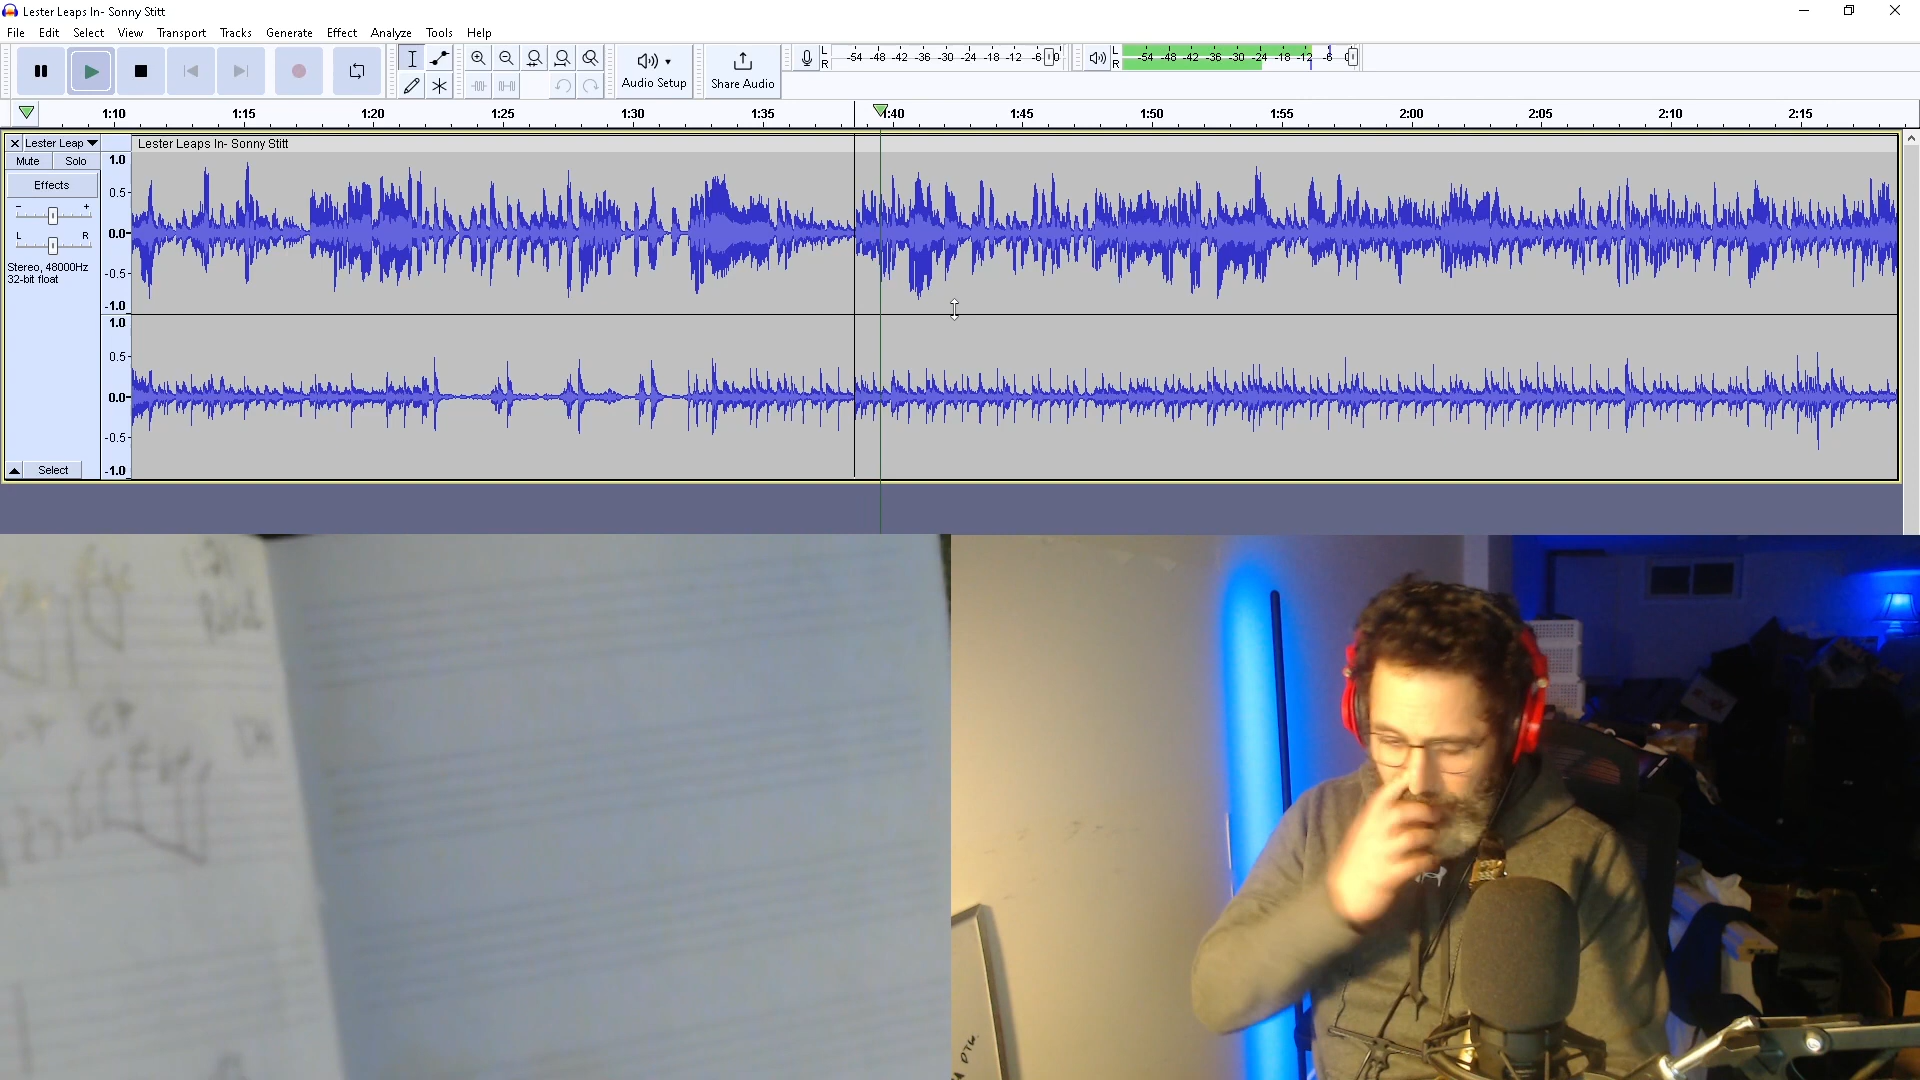 Lester Leaps In- Sonny Stitt
File Edit Select View Transport Tracks Generate Effect Analyze Tools Help
Audio Setup
Share Audio
L
R
-54 -48 -42 -36 -30 -24 -18 -12 -6 0
L
R
-54 -48 -42 -36 -30 -24 -18 -12 -6 0
1:10 1:15 1:20 1:25 1:30 1:35 1:40 1:45 1:50 1:55 2:00 2:05 2:10 2:15
Lester Leap
Lester Leaps In- Sonny Stitt
Mute Solo
Effects
- +
L R
Stereo, 48000Hz
32-bit float
Select
1.0
0.5
0.0
-0.5
-1.0
1.0
0.5
0.0
-0.5
-1.0